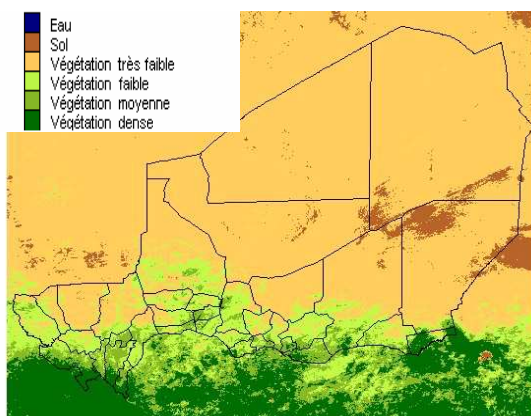 Eau
Sol
Végétation très faible
Végétation faible
Végétation moyenne
Végétation dense